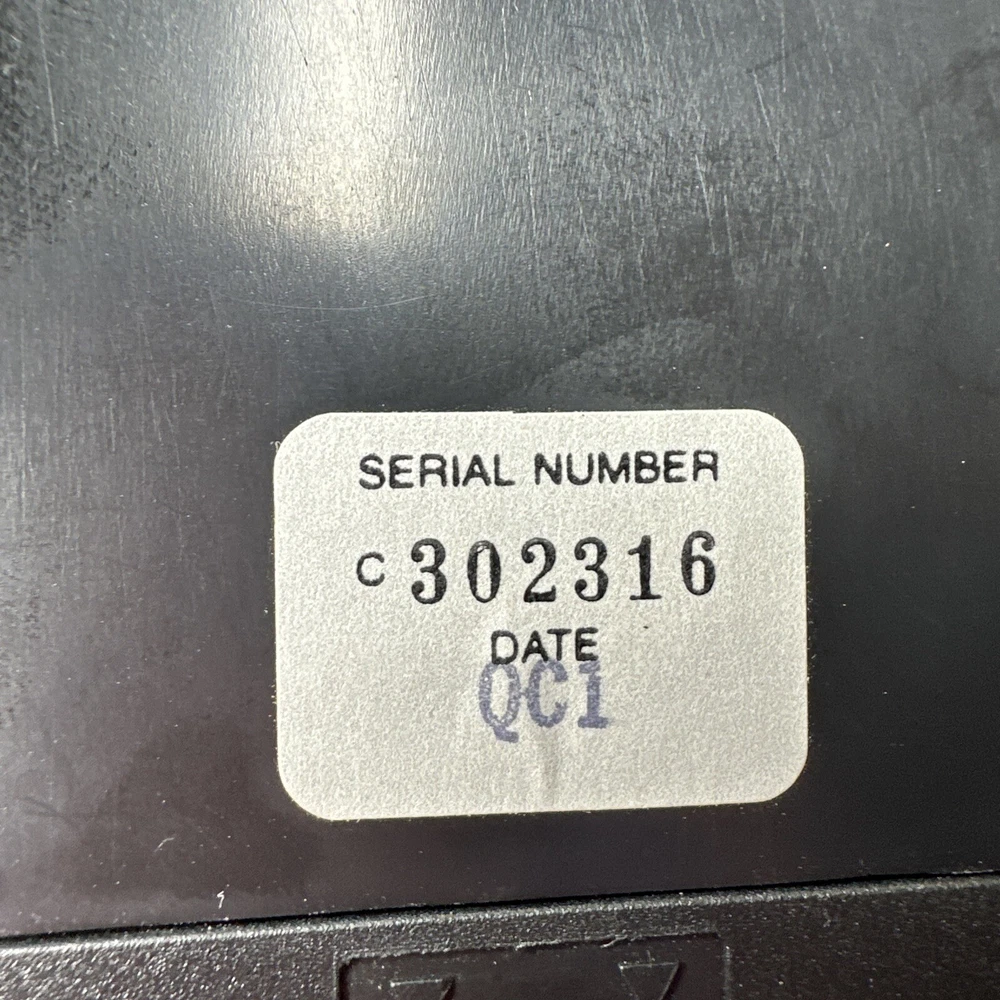 SERIAL NUMBER
C 302316
DATE
QC1